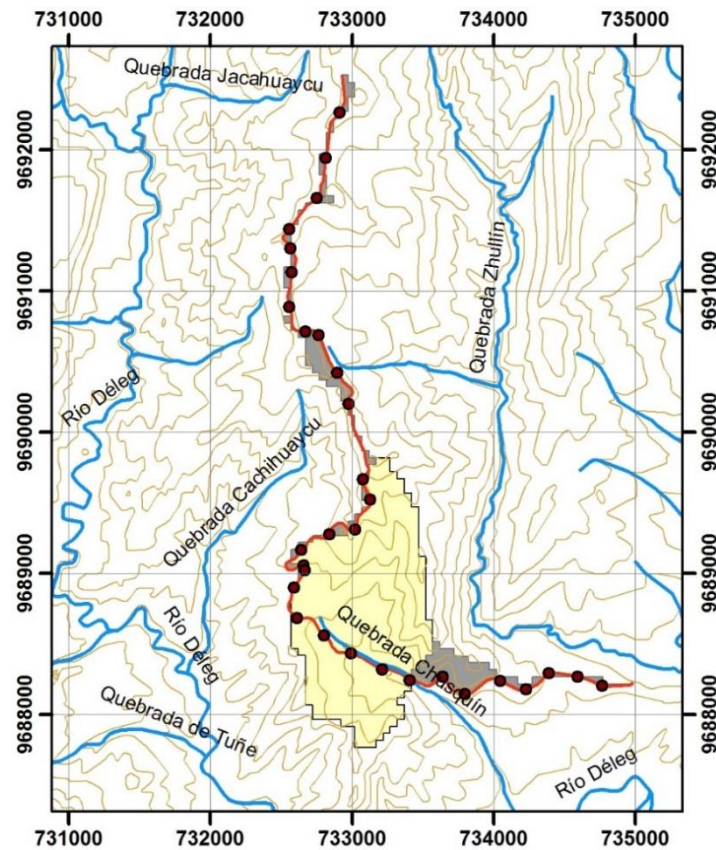 731000 732000 733000 734000 735000
Quebrada Jacahuaycu
9692000 9692000
Quebrada Zhullín
9691000 9691000
Río Déleg
9690000 9690000
Quebrada Cachihuaycu
9689000 9689000
Río Déleg
Quebrada Chasquín
Quebrada de Tuñe
9688000 9688000
Río Déleg
731000 732000 733000 734000 735000